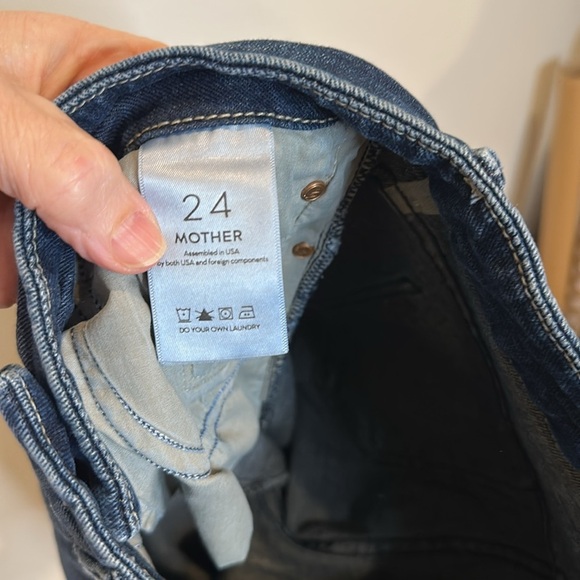 24
MOTHER
Assembled in USA
by both USA and foreign components
DO YOUR OWN LAUNDRY